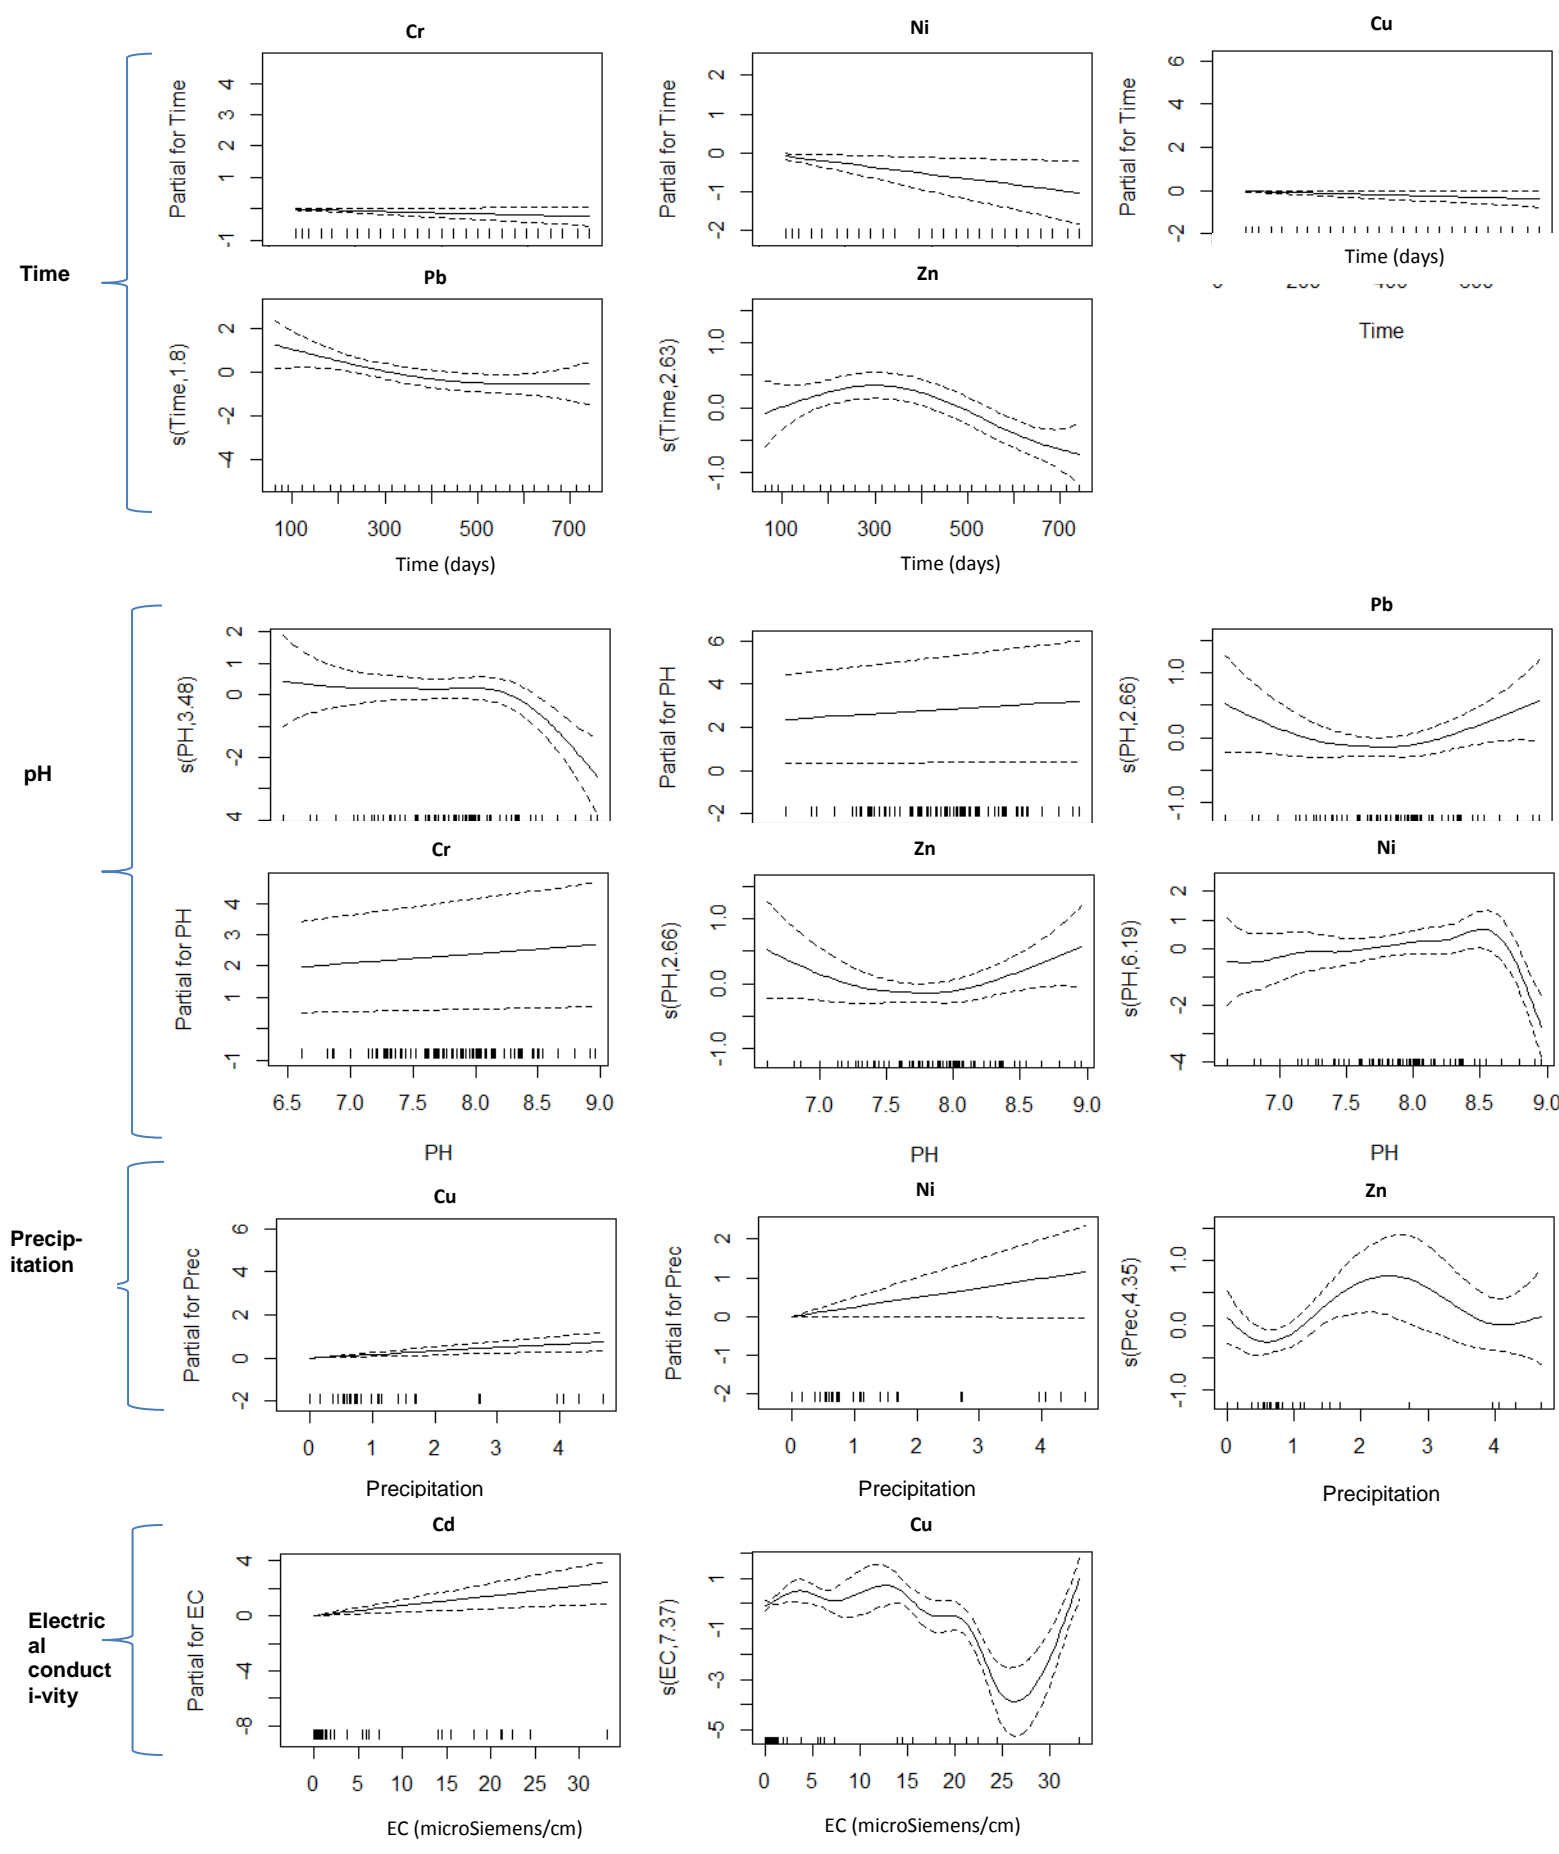 Cr
Ni
Cu
Partial for Time
-1
1
2
3
4
Partial for Time
-2
-1
0
1
2
Partial for Time
-2
0
2
4
6
Time (days)
Time
Time
Pb
Zn
s(Time,1.8)
-4
-2
0
2
100 300 500 700
Time (days)
s(Time,2.63)
-1.0
0.0
1.0
100 300 500 700
Time (days)
pH
s(PH,3.48)
4
-2
0
1
2
Partial for PH
-2
0
2
4
6
Pb
s(PH,2.66)
-1.0
0.0
1.0
Cr
Partial for PH
-1
1
2
3
4
6.5 7.0 7.5 8.0 8.5 9.0
PH
Zn
s(PH,2.66)
-1.0
0.0
1.0
7.0 7.5 8.0 8.5 9.0
PH
Ni
s(PH,6.19)
-4
-2
0
1
2
7.0 7.5 8.0 8.5 9.0
PH
Precip-
itation
Cu
Partial for Prec
-2
0
2
4
6
0 1 2 3 4
Precipitation
Ni
Partial for Prec
-2
-1
0
1
2
0 1 2 3 4
Precipitation
Zn
s(Prec,4.35)
-1.0
0.0
1.0
0 1 2 3 4
Precipitation
Electric
al
conduct
i-vity
Cd
Partial for EC
-8
-4
0
4
0 5 10 15 20 25 30
EC (microSiemens/cm)
Cu
s(EC,7.37)
-5
-3
-1
1
0 5 10 15 20 25 30
EC (microSiemens/cm)